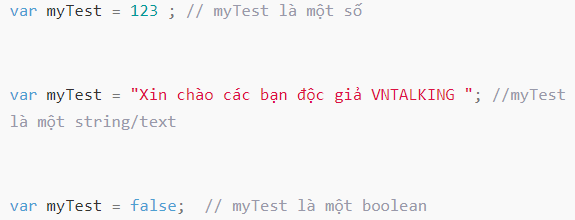 var myTest = 123 ; // myTest là một số
var myTest = "Xin chào các bạn độc giả VNTALKING "; //myTest
là một string/text
var myTest = false;  // myTest là một boolean